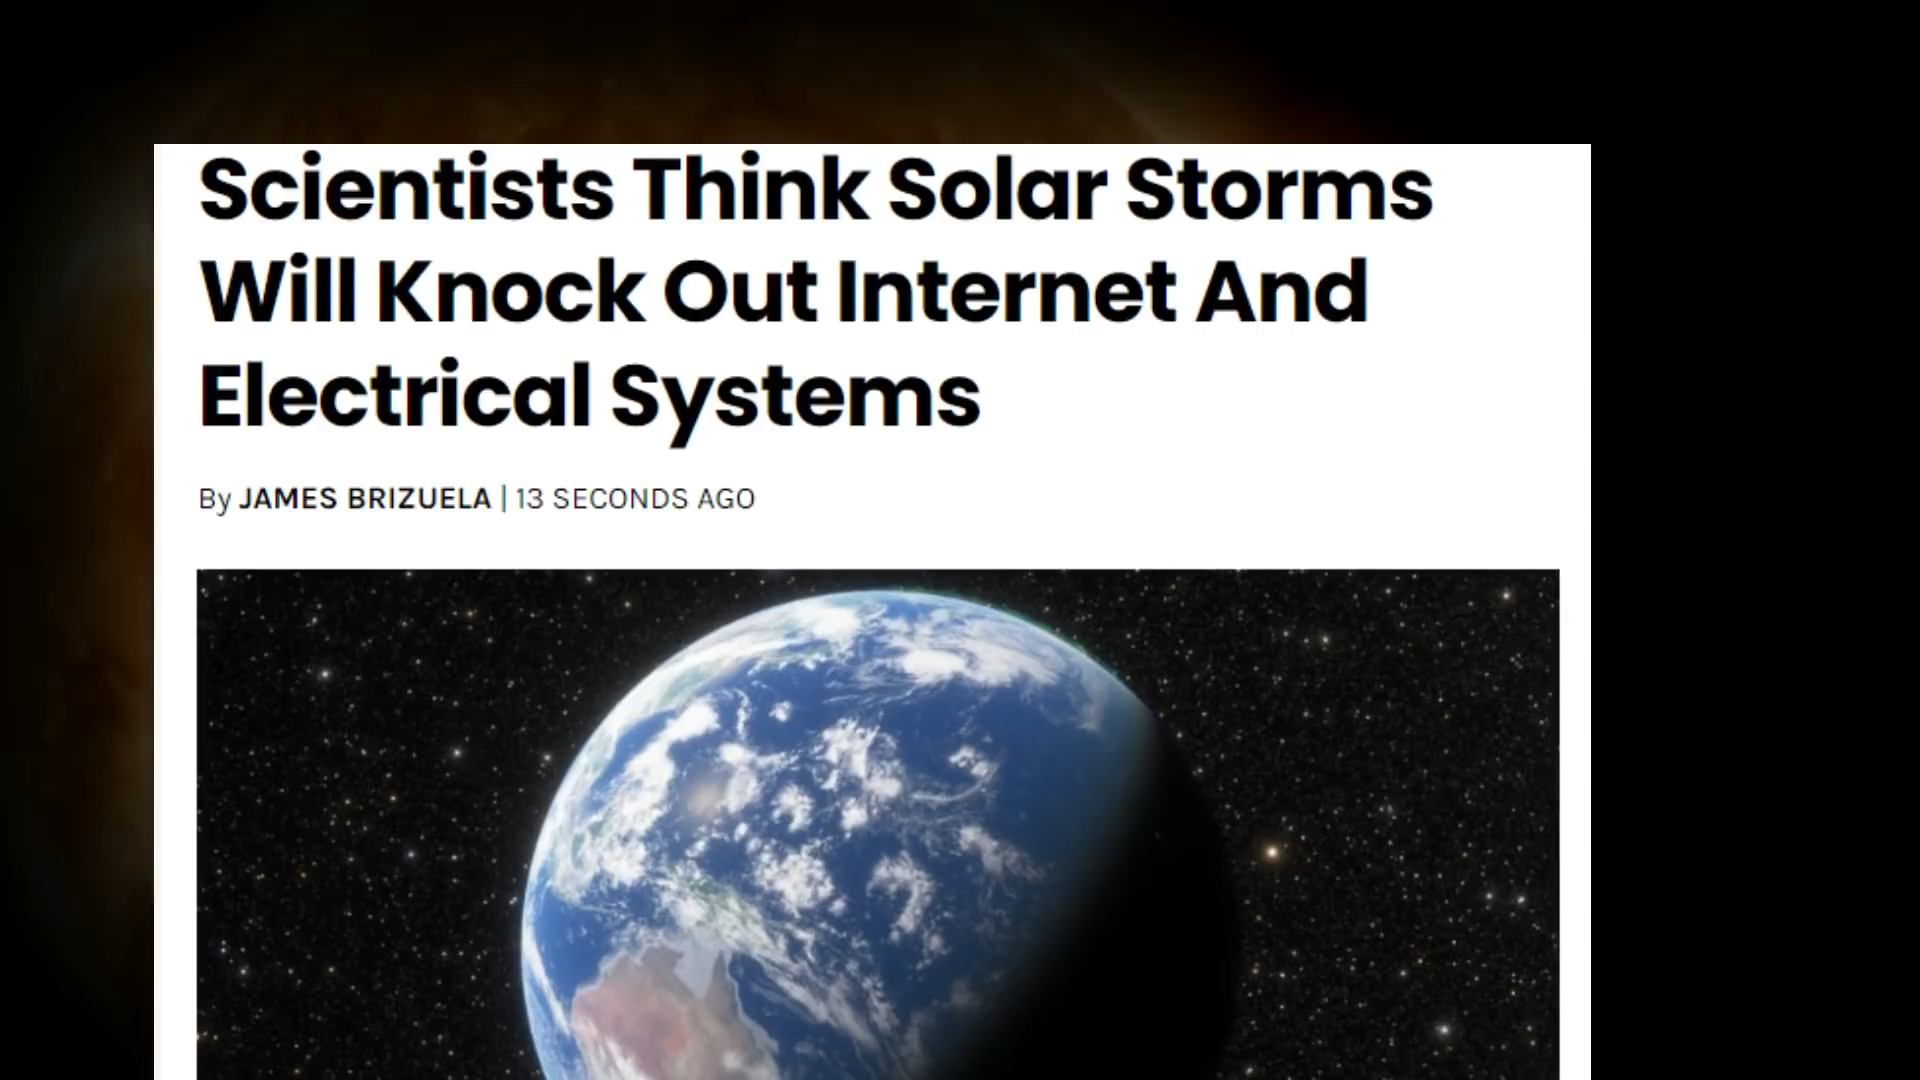 Scientists Think Solar Storms
Will Knock Out Internet And
Electrical Systems
By JAMES BRIZUELA | 13 SECONDS AGO